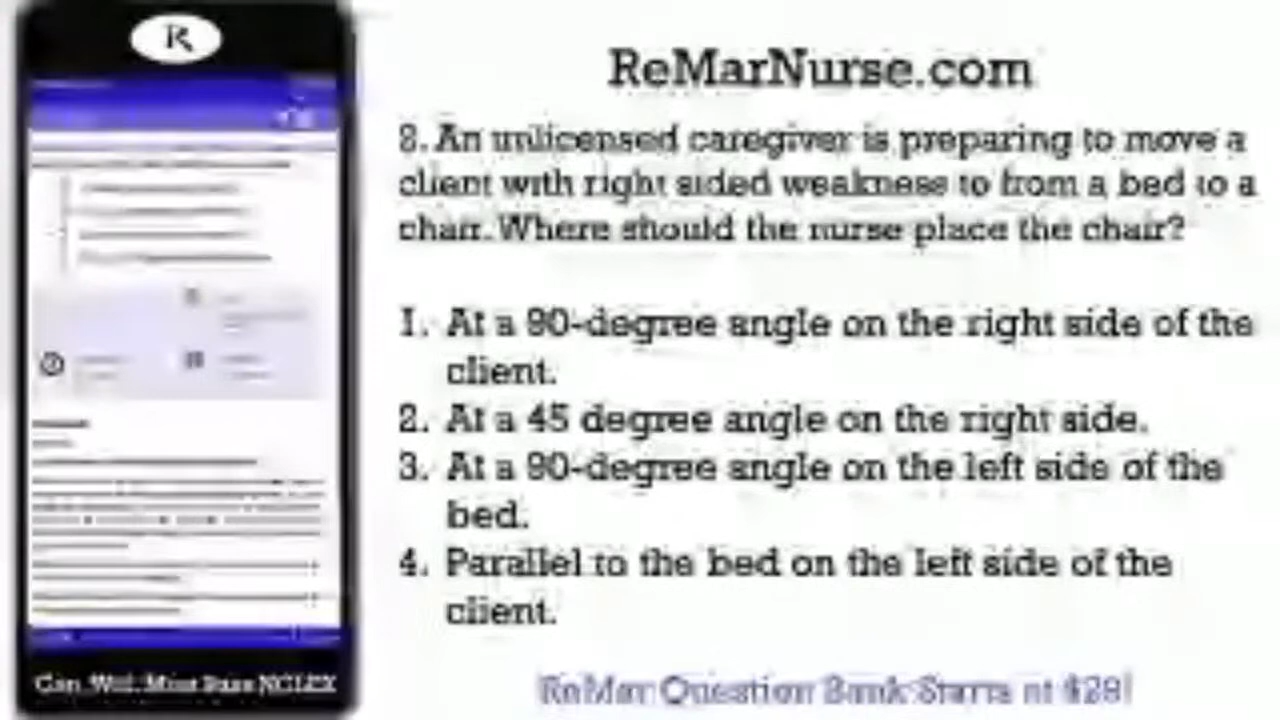 R
ReMarNurse.com
2. An unlicensed caregiver is preparing to move a
client with right sided weakness to from a bed to a
chair. Where should the nurse place the chair?
1. At a 90-degree angle on the right side of the
client.
2. At a 45 degree angle on the right side.
3. At a 90-degree angle on the left side of the
bed.
4. Parallel to the bed on the left side of the
client.
Can. Will. Must Pass NCLEX
ReMar Question Bank Starts at $29!